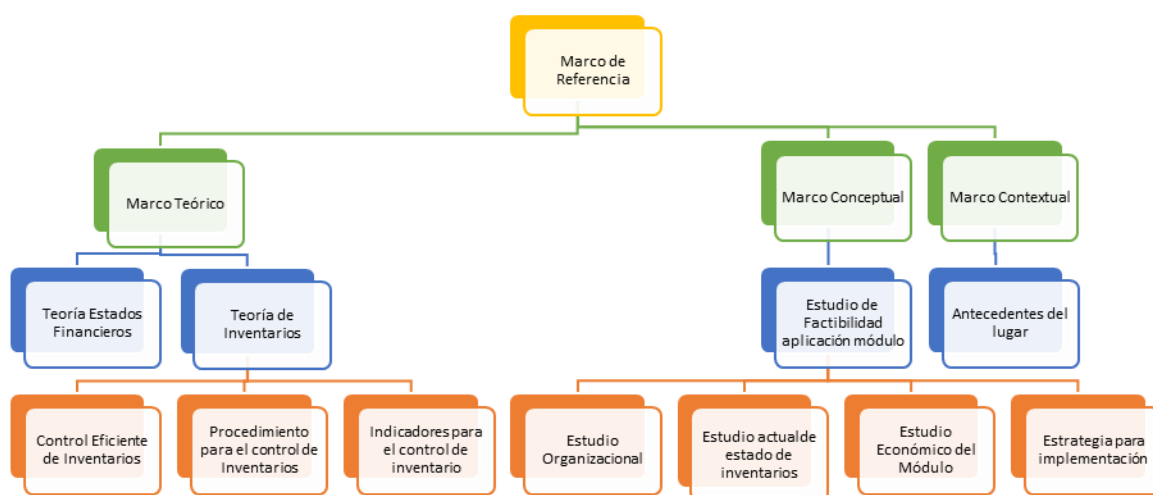 Marco de
Referencia
Marco Teórico
Marco Conceptual
Marco Contextual
Teoría Estados
Financieros
Teoría de
Inventarios
Estudio de
Factibilidad
aplicación módulo
Antecedentes del
lugar
Control Eficiente
de Inventarios
Procedimiento
para el control de
Inventarios
Indicadores para
el control de
inventario
Estudio
Organizacional
Estudio actual de
estado de
inventarios
Estudio
Económico del
Módulo
Estrategia para
implementación